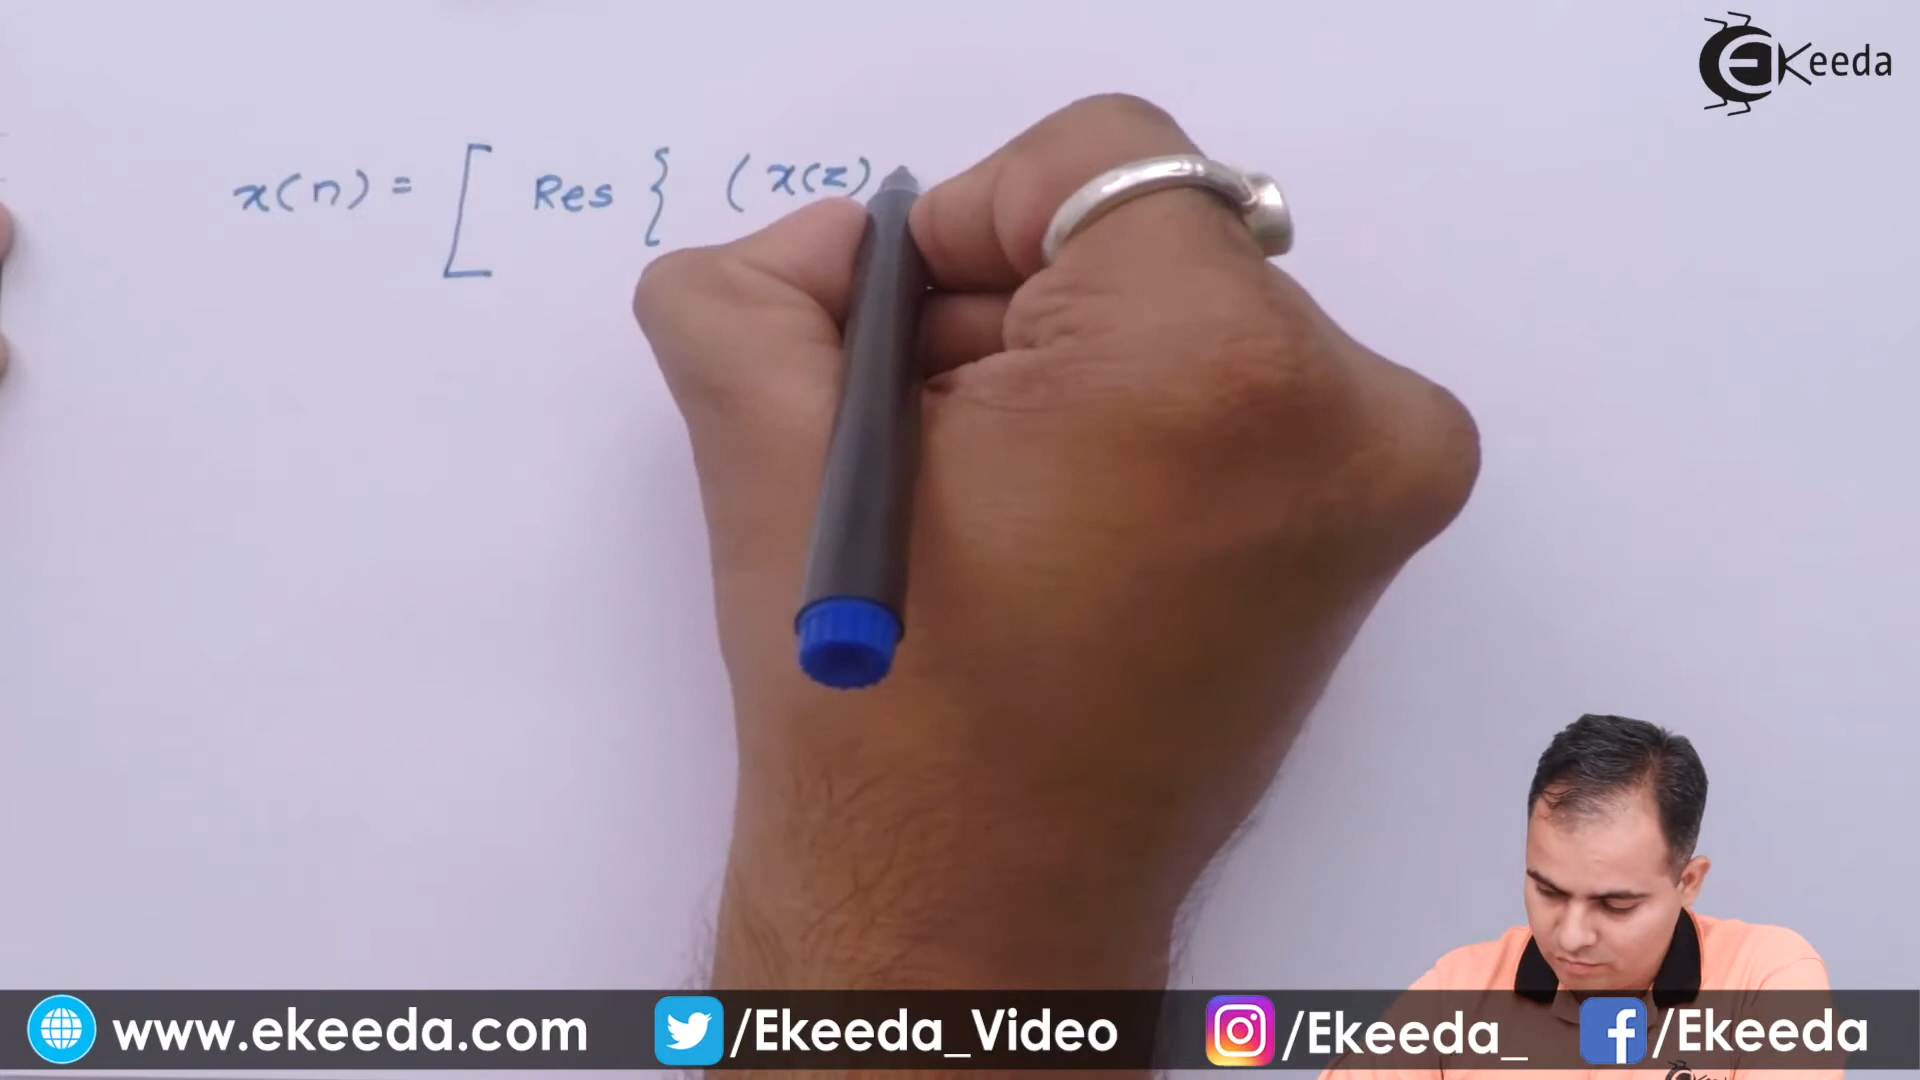 EKeeda
x(n) = [ Res { ( x(z)
www.ekeeda.com /Ekeeda_Video /Ekeeda_ /Ekeeda